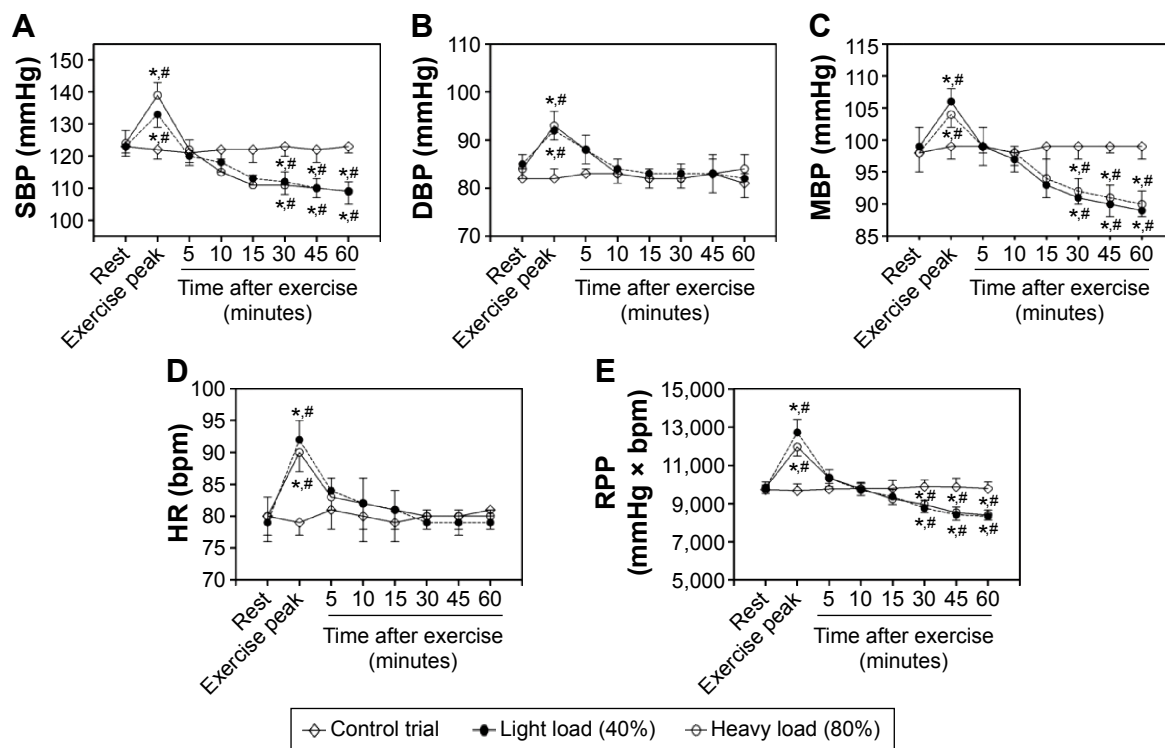 A
SBP (mmHg)
150
140
130
120
110
100
*,#
*,#
*,# *,# *,#
*,# *,# *,#
Rest
Exercise peak
5 10 15 30 45 60
Time after exercise
(minutes)
B
DBP (mmHg)
110
100
90
80
70
*,#
*,#
Rest
Exercise peak
5 10 15 30 45 60
Time after exercise
(minutes)
C
MBP (mmHg)
115
110
105
100
95
90
85
*,#
*,#
*,# *,# *,#
*,# *,# *,#
Rest
Exercise peak
5 10 15 30 45 60
Time after exercise
(minutes)
D
HR (bpm)
100
95
90
85
80
75
70
*,#
*,#
Rest
Exercise peak
5 10 15 30 45 60
Time after exercise
(minutes)
E
RPP
(mmHg × bpm)
15,000
13,000
11,000
9,000
7,000
5,000
*,#
*,#
*,# *,# *,#
*,# *,# *,#
Rest
Exercise peak
5 10 15 30 45 60
Time after exercise
(minutes)
Control trial Light load (40%) Heavy load (80%)